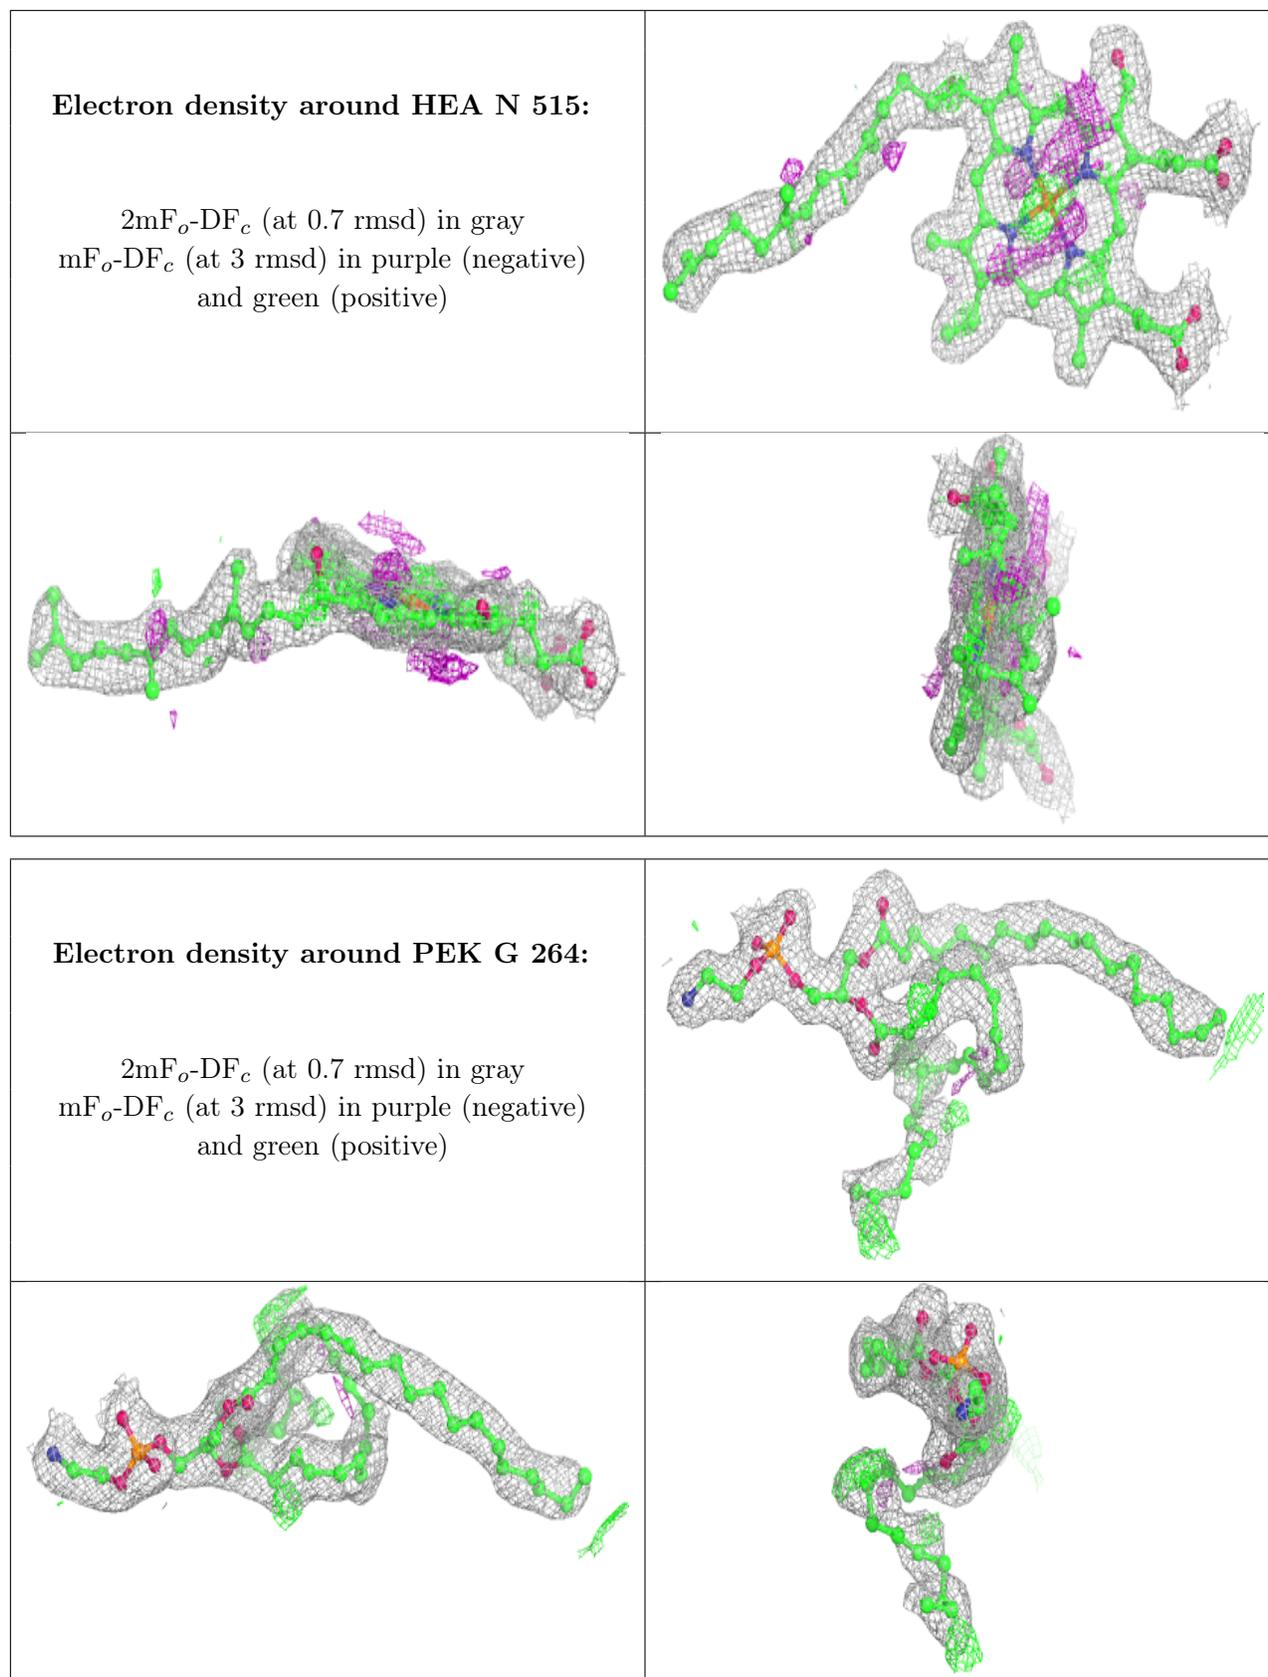 Electron density around HEA N 515:
2mFo-DFc (at 0.7 rmsd) in gray
mFo-DFc (at 3 rmsd) in purple (negative)
and green (positive)
Electron density around PEK G 264:
2mFo-DFc (at 0.7 rmsd) in gray
mFo-DFc (at 3 rmsd) in purple (negative)
and green (positive)